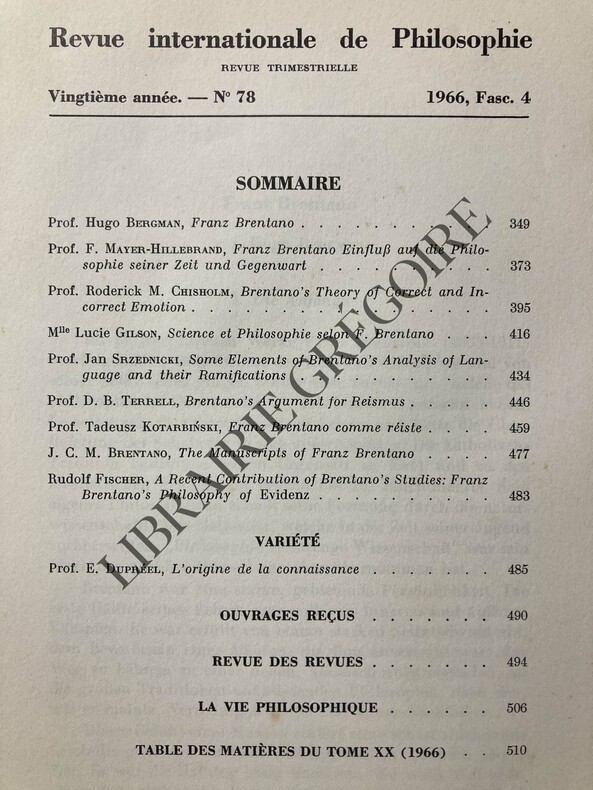 Revue internationale de Philosophie
REVUE TRIMESTRIELLE
Vingtième année. — N° 78 1966, Fasc. 4
SOMMAIRE
Prof. Hugo BERGMAN, Franz Brentano . . . . . . . . 349
Prof. F. MAYER-HILLEBRAND, Franz Brentano Einfluß auf die Philo-
sophie seiner Zeit und Gegenwart . . . . . . . . 373
Prof. Roderick M. CHISHOLM, Brentano's Theory of Correct and In-
correct Emotion . . . . . . . . . . . . . 395
Mlle Lucie GILSON, Science et Philosophie selon F. Brentano . . . 416
Prof. Jan SRZEDNICKI, Some Elements of Brentano's Analysis of Lan-
guage and their Ramifications . . . . . . . . . 434
Prof. D. B. TERRELL, Brentano's Argument for Reismus . . . . . 446
Prof. Tadeusz KOTARBIŃSKI, Franz Brentano comme réiste . . . . 459
J. C. M. BRENTANO, The Manuscripts of Franz Brentano . . . . 477
Rudolf FISCHER, A Recent Contribution of Brentano's Studies: Franz
Brentano's Philosophy of Evidenz . . . . . . . . 483
VARIÉTÉ
Prof. E. DUPRÉEL, L'origine de la connaissance . . . . . . . 485
OUVRAGES REÇUS . . . . . . . 490
REVUE DES REVUES . . . . . . . 494
LA VIE PHILOSOPHIQUE . . . . . . 506
TABLE DES MATIÈRES DU TOME XX (1966) . . 510
LIBRAIRIE GRÉGOIRE